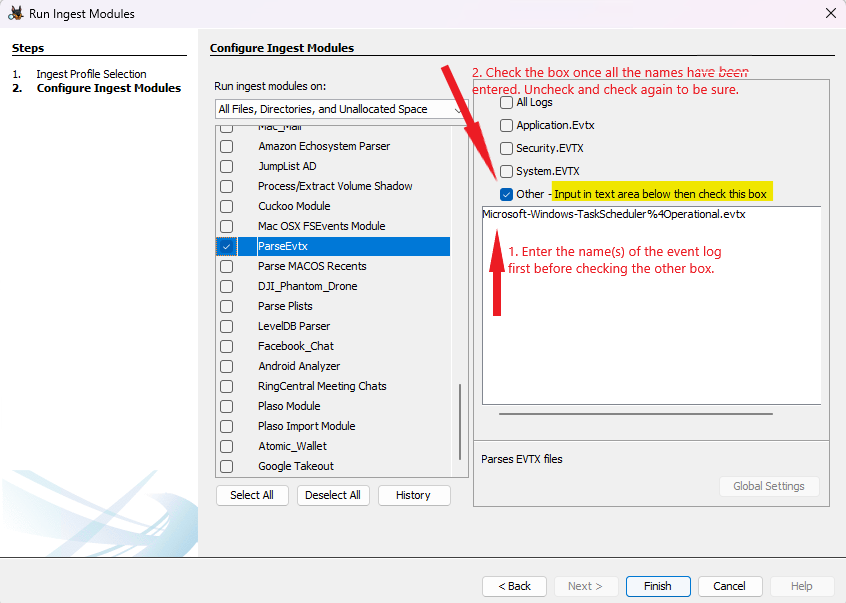 Run Ingest Modules
Steps
1. Ingest Profile Selection
2. Configure Ingest Modules
Configure Ingest Modules
Run ingest modules on:
All Files, Directories, and Unallocated Space
Mac_Mail
Amazon Echosystem Parser
JumpList AD
Process/Extract Volume Shadow
Cuckoo Module
Mac OSX FSEvents Module
ParseEvtx
Parse MACOS Recents
DJI_Phantom_Drone
Parse Plists
LevelDB Parser
Facebook_Chat
Android Analyzer
RingCentral Meeting Chats
Plaso Module
Plaso Import Module
Atomic_Wallet
Google Takeout
Select All
Deselect All
History
2. Check the box once all the names have been
entered. Uncheck and check again to be sure.
All Logs
Application.Evtx
Security.EVTX
System.EVTX
Other - Input in text area below then check this box
Microsoft-Windows-TaskScheduler%4Operational.evtx
1. Enter the name(s) of the event log
first before checking the other box.
Parses EVTX files
Global Settings
< Back
Next >
Finish
Cancel
Help